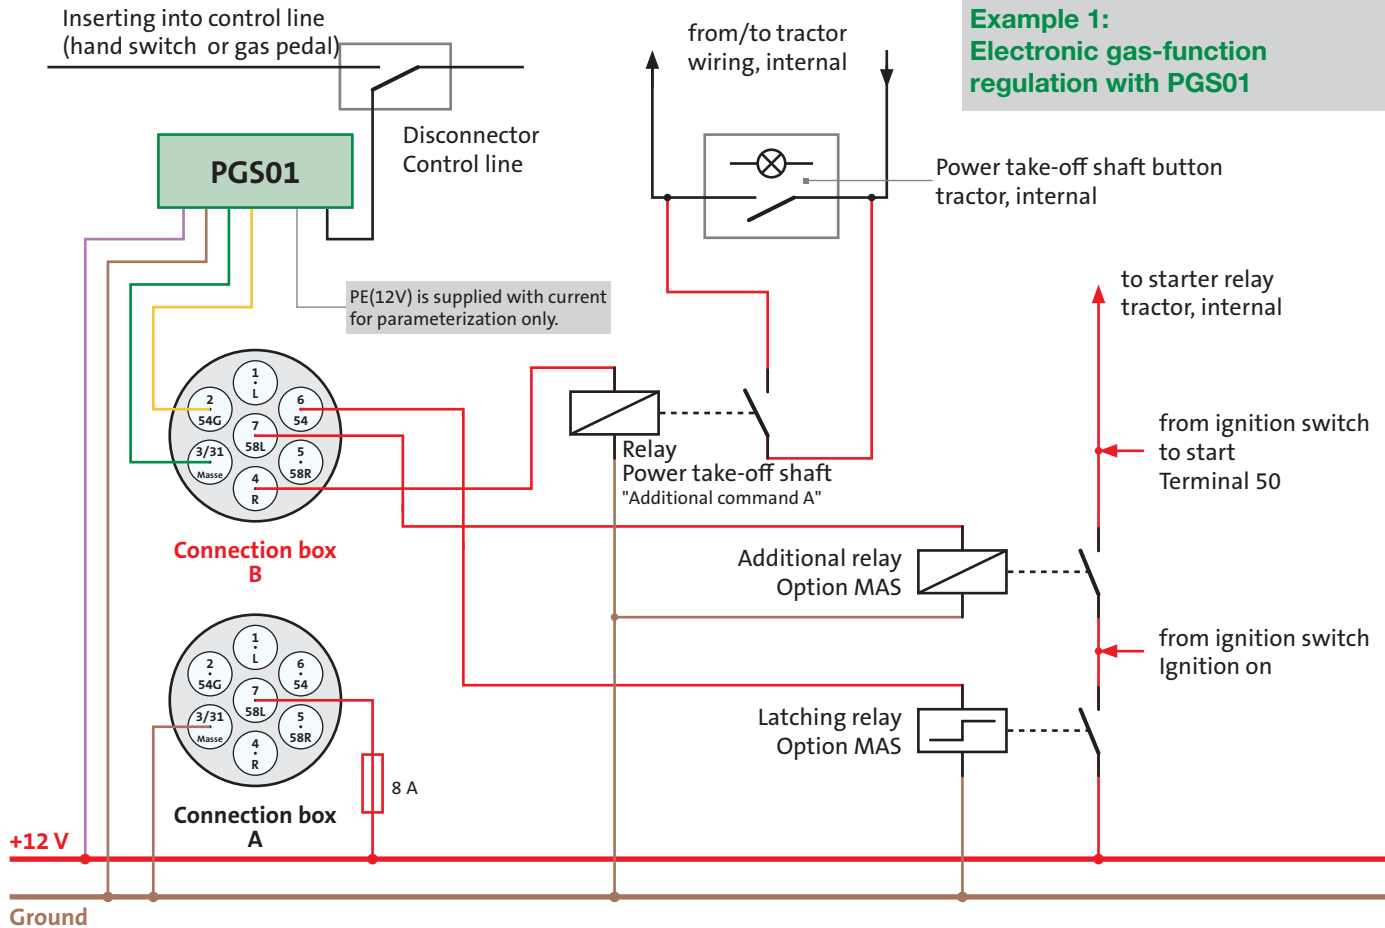 Inserting into control line
(hand switch or gas pedal)
Example 1:
Electronic gas-function
regulation with PGS01
from/to tractor
wiring, internal
Disconnector
Control line
PGS01
Power take-off shaft button
tractor, internal
PE(12V) is supplied with current
for parameterization only.
to starter relay
tractor, internal
1
L
2
54G
6
54
7
58L
3/31
Masse
5
58R
4
R
Connection box
B
Relay
Power take-off shaft
"Additional command A"
from ignition switch
to start
Terminal 50
Additional relay
Option MAS
from ignition switch
Ignition on
1
L
2
54G
6
54
7
58L
3/31
Masse
5
58R
4
R
Connection box
A
8 A
Latching relay
Option MAS
+12 V
Ground